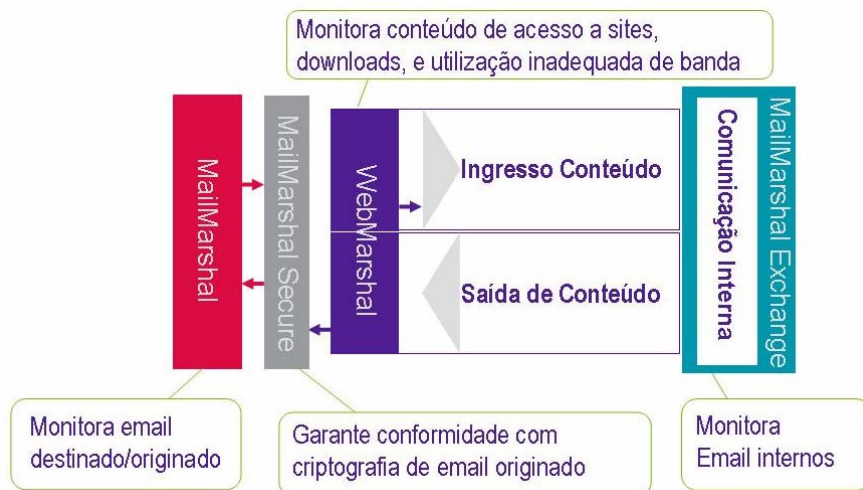 Monitora conteúdo de acesso a sites,
downloads, e utilização inadequada de banda
MailMarshal
MailMarshal Secure
WebMarshal
Ingresso Conteúdo
Saída de Conteúdo
Comunicação Interna
MailMarshal Exchange
Monitora email
destinado/originado
Garante conformidade com
criptografia de email originado
Monitora
Email internos